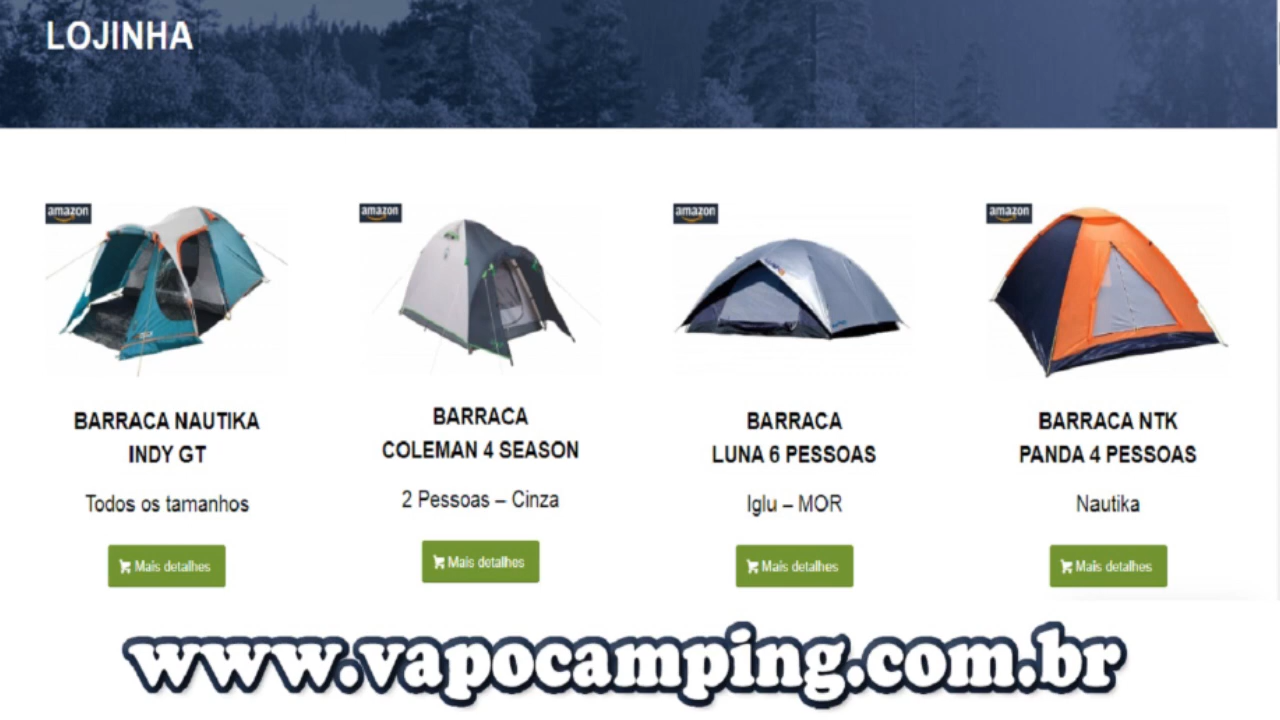 LOJINHA
amazon
amazon
amazon
amazon
BARRACA NAUTIKA
INDY GT
Todos os tamanhos
Mais detalhes
BARRACA
COLEMAN 4 SEASON
2 Pessoas – Cinza
Mais detalhes
BARRACA
LUNA 6 PESSOAS
Iglu – MOR
Mais detalhes
BARRACA NTK
PANDA 4 PESSOAS
Nautika
Mais detalhes
www.vapocamping.com.br